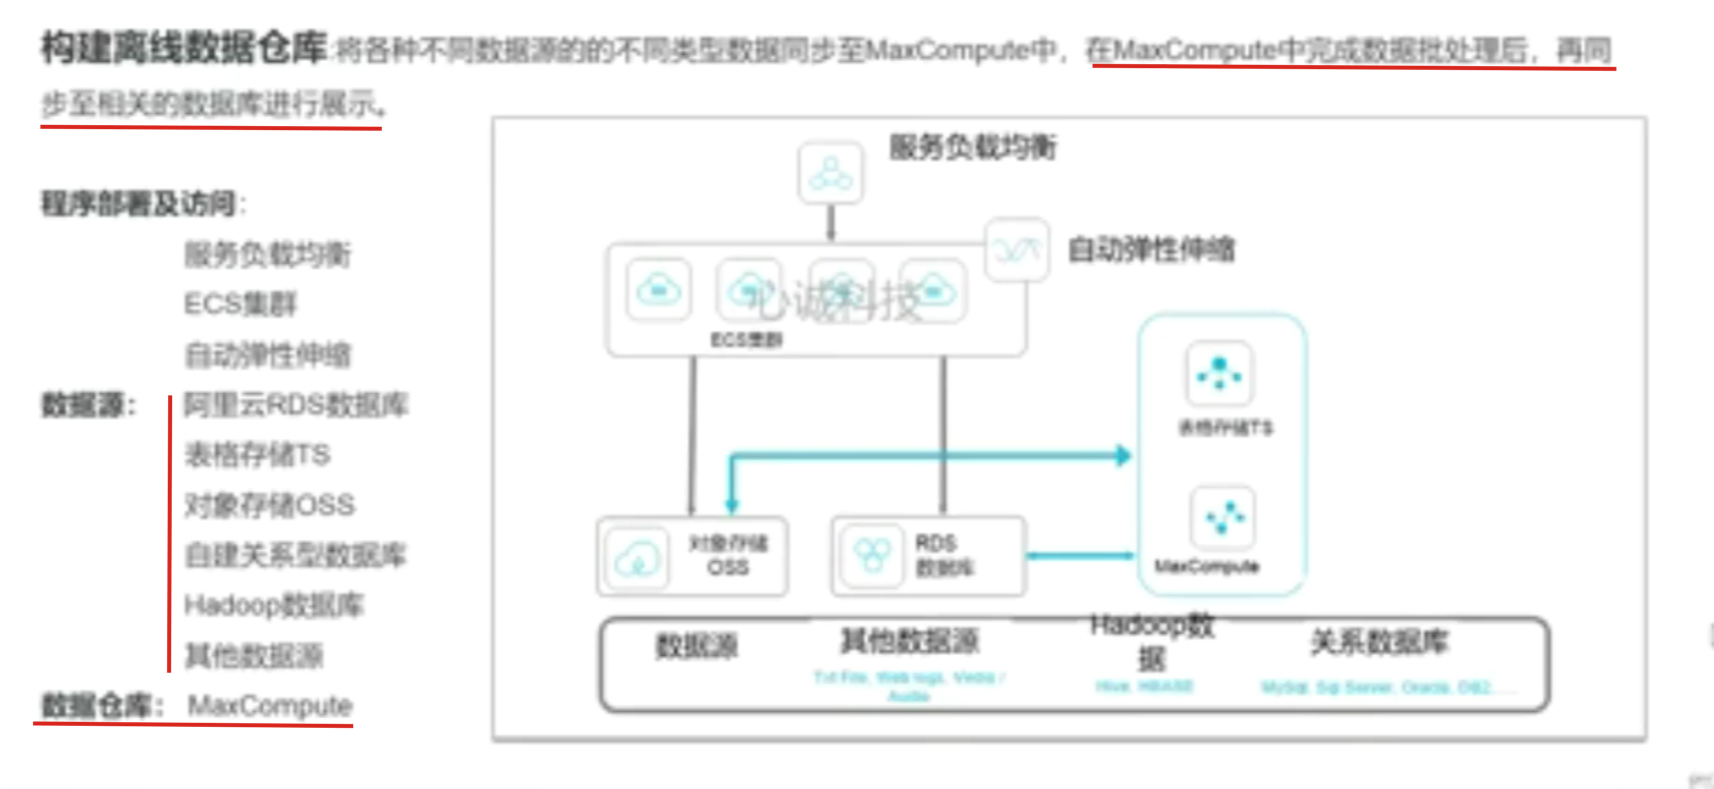 构建离线数据仓库:将各种不同数据源的的不同类型数据同步至MaxCompute中，在MaxCompute中完成数据批处理后，再同
步至相关的数据库进行展示。
程序部署及访问：
服务负载均衡
ECS集群
自动弹性伸缩
数据源： 阿里云RDS数据库
表格存储TS
对象存储OSS
自建关系型数据库
Hadoop数据库
其他数据源
数据仓库： MaxCompute
服务负载均衡
自动弹性伸缩
心诚科技
ECS集群
表格存储TS
MaxCompute
对象存储
OSS
RDS
数据库
数据源
其他数据源
Txt File, Web logs, Vedio /
Audio
Hadoop数
据
Hive, HBASE
关系数据库
MySql, Sql Server, Oracle, DB2......